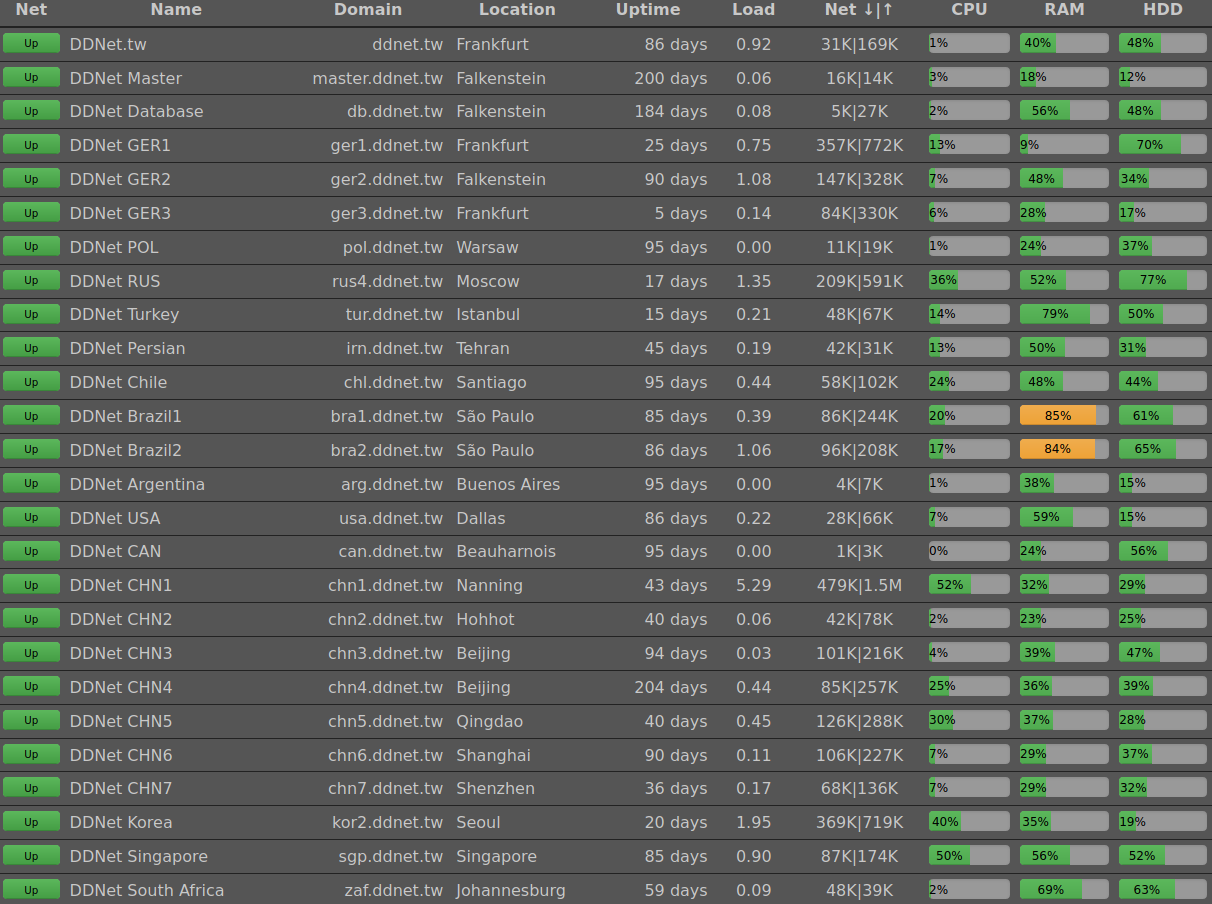 Net Name Domain Location Uptime Load Net ↓|↑ CPU RAM HDD
Up DDNet.tw ddnet.tw Frankfurt 86 days 0.92 31K|169K 1% 40% 48%
Up DDNet Master master.ddnet.tw Falkenstein 200 days 0.06 16K|14K 3% 18% 12%
Up DDNet Database db.ddnet.tw Falkenstein 184 days 0.08 5K|27K 2% 56% 48%
Up DDNet GER1 ger1.ddnet.tw Frankfurt 25 days 0.75 357K|772K 13% 9% 70%
Up DDNet GER2 ger2.ddnet.tw Falkenstein 90 days 1.08 147K|328K 7% 48% 34%
Up DDNet GER3 ger3.ddnet.tw Frankfurt 5 days 0.14 84K|330K 6% 28% 17%
Up DDNet POL pol.ddnet.tw Warsaw 95 days 0.00 11K|19K 1% 24% 37%
Up DDNet RUS rus4.ddnet.tw Moscow 17 days 1.35 209K|591K 36% 52% 77%
Up DDNet Turkey tur.ddnet.tw Istanbul 15 days 0.21 48K|67K 14% 79% 50%
Up DDNet Persian irn.ddnet.tw Tehran 45 days 0.19 42K|31K 13% 50% 31%
Up DDNet Chile chl.ddnet.tw Santiago 95 days 0.44 58K|102K 24% 48% 44%
Up DDNet Brazil1 bra1.ddnet.tw São Paulo 85 days 0.39 86K|244K 20% 85% 61%
Up DDNet Brazil2 bra2.ddnet.tw São Paulo 86 days 1.06 96K|208K 17% 84% 65%
Up DDNet Argentina arg.ddnet.tw Buenos Aires 95 days 0.00 4K|7K 1% 38% 15%
Up DDNet USA usa.ddnet.tw Dallas 86 days 0.22 28K|66K 7% 59% 15%
Up DDNet CAN can.ddnet.tw Beauharnois 95 days 0.00 1K|3K 0% 24% 56%
Up DDNet CHN1 chn1.ddnet.tw Nanning 43 days 5.29 479K|1.5M 52% 32% 29%
Up DDNet CHN2 chn2.ddnet.tw Hohhot 40 days 0.06 42K|78K 2% 23% 25%
Up DDNet CHN3 chn3.ddnet.tw Beijing 94 days 0.03 101K|216K 4% 39% 47%
Up DDNet CHN4 chn4.ddnet.tw Beijing 204 days 0.44 85K|257K 25% 36% 39%
Up DDNet CHN5 chn5.ddnet.tw Qingdao 40 days 0.45 126K|288K 30% 37% 28%
Up DDNet CHN6 chn6.ddnet.tw Shanghai 90 days 0.11 106K|227K 7% 29% 37%
Up DDNet CHN7 chn7.ddnet.tw Shenzhen 36 days 0.17 68K|136K 7% 29% 32%
Up DDNet Korea kor2.ddnet.tw Seoul 20 days 1.95 369K|719K 40% 35% 19%
Up DDNet Singapore sgp.ddnet.tw Singapore 85 days 0.90 87K|174K 50% 56% 52%
Up DDNet South Africa zaf.ddnet.tw Johannesburg 59 days 0.09 48K|39K 2% 69% 63%